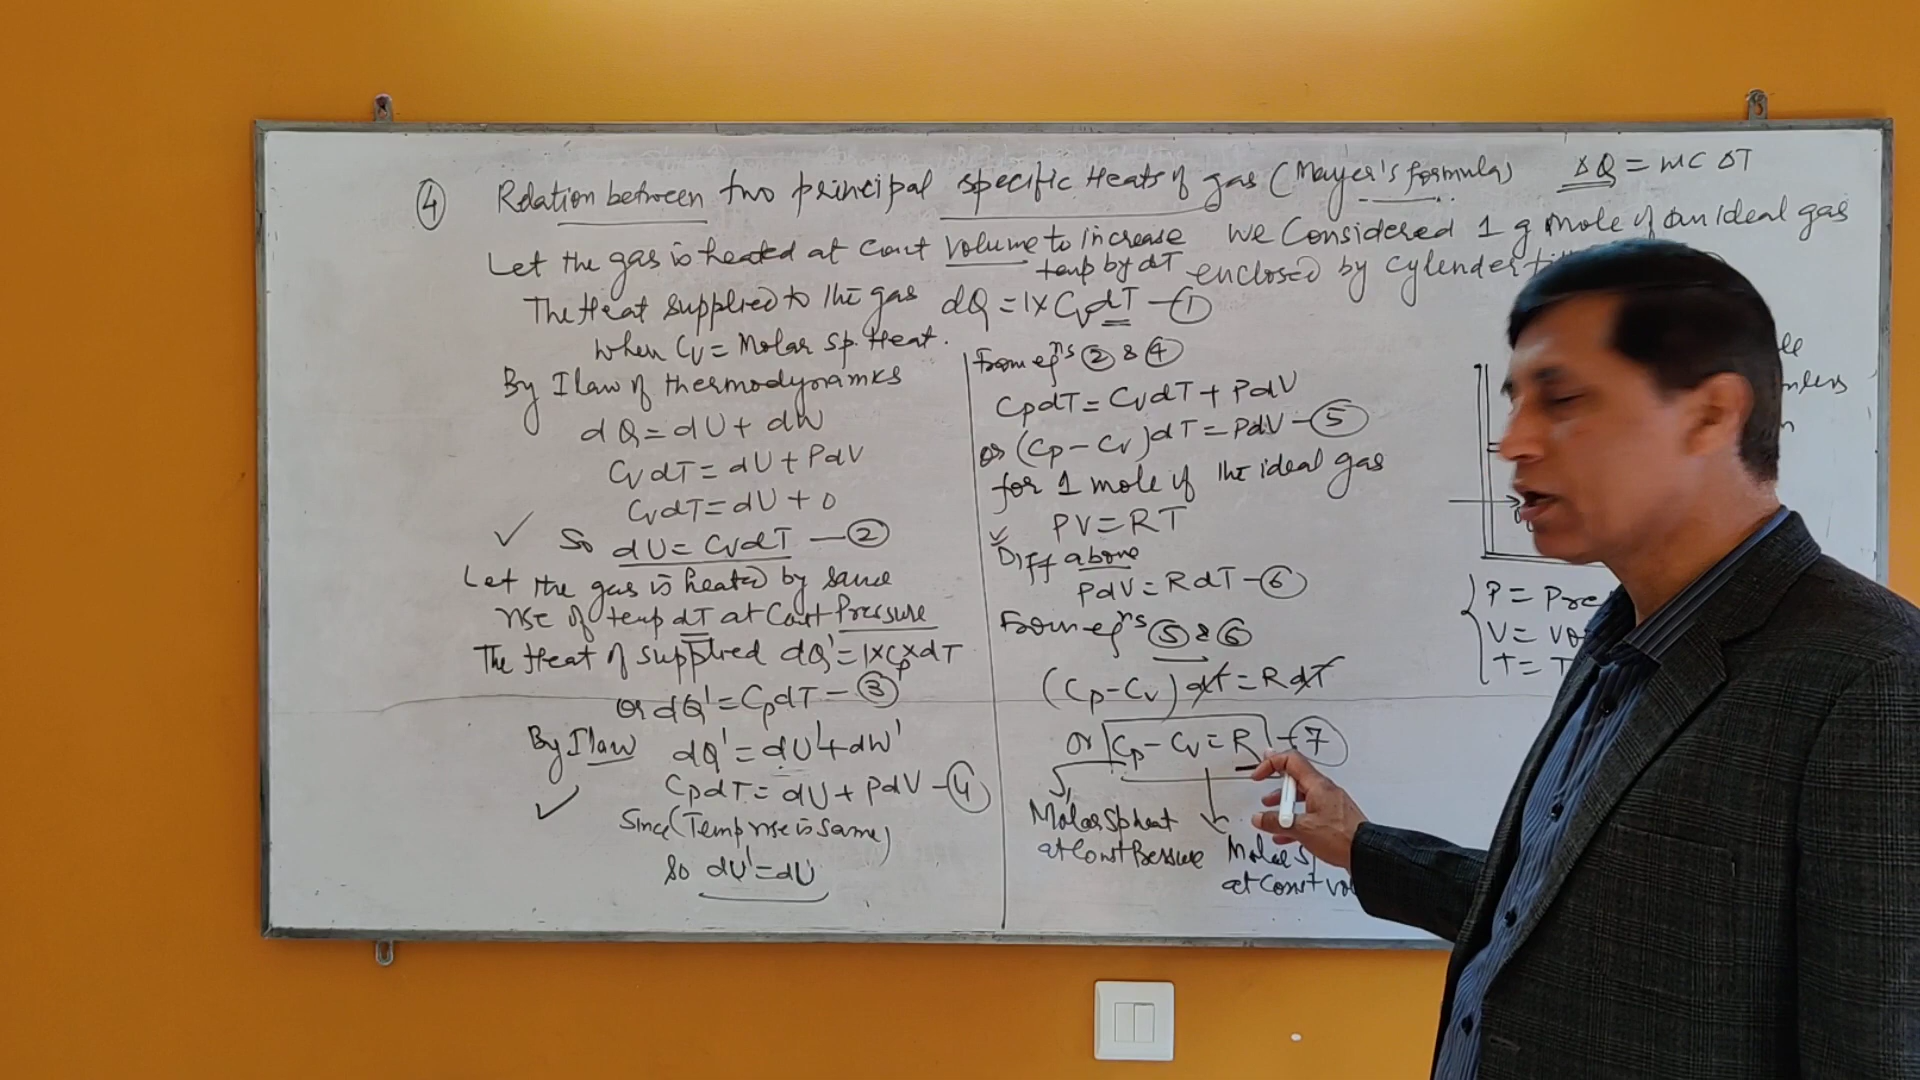 ④ Relation between two principal specific Heats of gas (Mayer's formula) ΔQ = mC ΔT
Let the gas is heated at const volume to increase temp by dT
We Considered 1 g mole of an Ideal gas
enclosed by cylender
The Heat supplied to the gas dQ = 1×CvdT — ①
when Cv = Molar Sp. Heat.
By I law of thermodynamics
dQ = dU + dW
CvdT = dU + PdV
CvdT = dU + 0
✓ So dU = CvdT — ②
Let the gas is heated by same
rise of temp dT at Const Pressure
The Heat of supplied dQ' = 1×Cp×dT
or dQ' = CpdT — ③
By I law dQ' = dU' + dW'
✓ CpdT = dU + PdV — ④
Since (Temp rise is same)
so dU' = dU
From eqns ② & ④
CpdT = CvdT + PdV
or (Cp - Cv)dT = PdV — ⑤
for 1 mole of the ideal gas
PV = RT
✓ Diff above
PdV = RdT — ⑥
From eqns ⑤ & ⑥
(Cp - Cv) dT = R dT
or Cp - Cv = R — ⑦
Molar Sp heat
at Const Pressure
Molar S
at Const vo
P = Pre
V = Vo
T = T